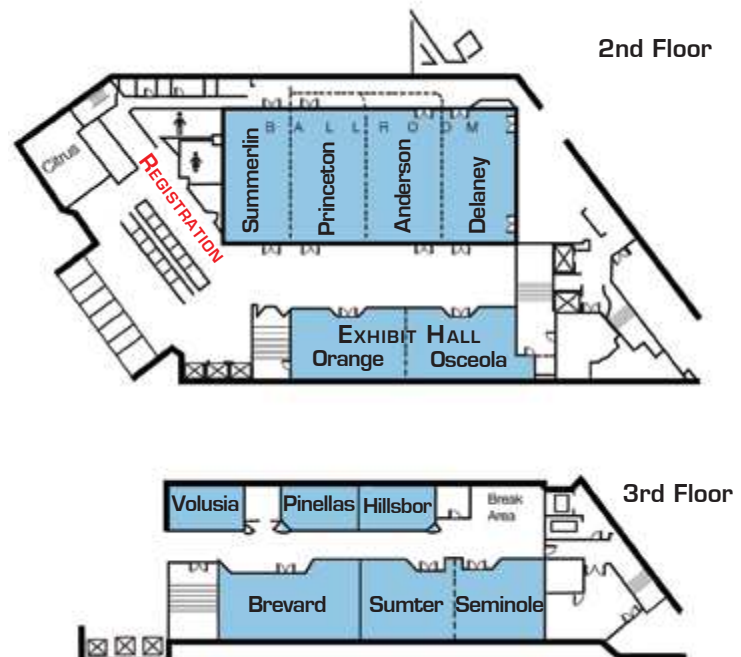 2nd Floor
BALLROOM
Citrus
REGISTRATION
Summerlin
Princeton
Anderson
Delaney
EXHIBIT HALL
Orange
Osceola
3rd Floor
Volusia
Pinellas
Hillsbor
Break
Area
Brevard
Sumter
Seminole